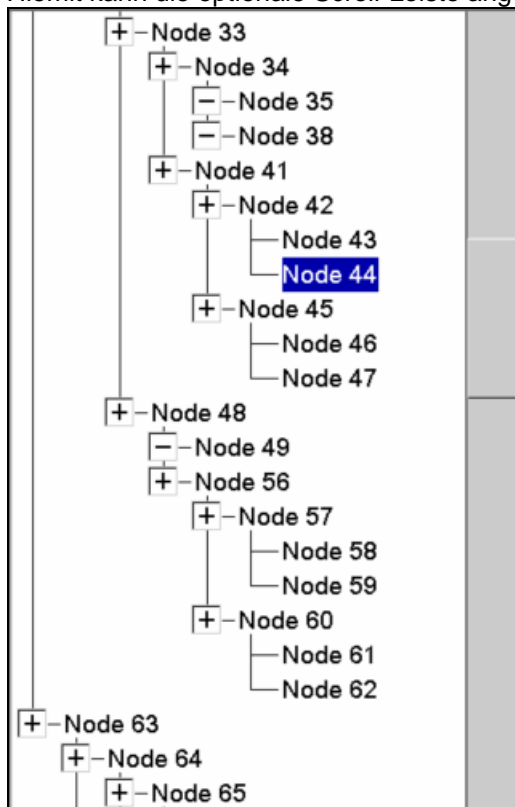 Node 33
Node 34
Node 35
Node 38
Node 41
Node 42
Node 43
Node 44
Node 45
Node 46
Node 47
Node 48
Node 49
Node 56
Node 57
Node 58
Node 59
Node 60
Node 61
Node 62
Node 63
Node 64
Node 65